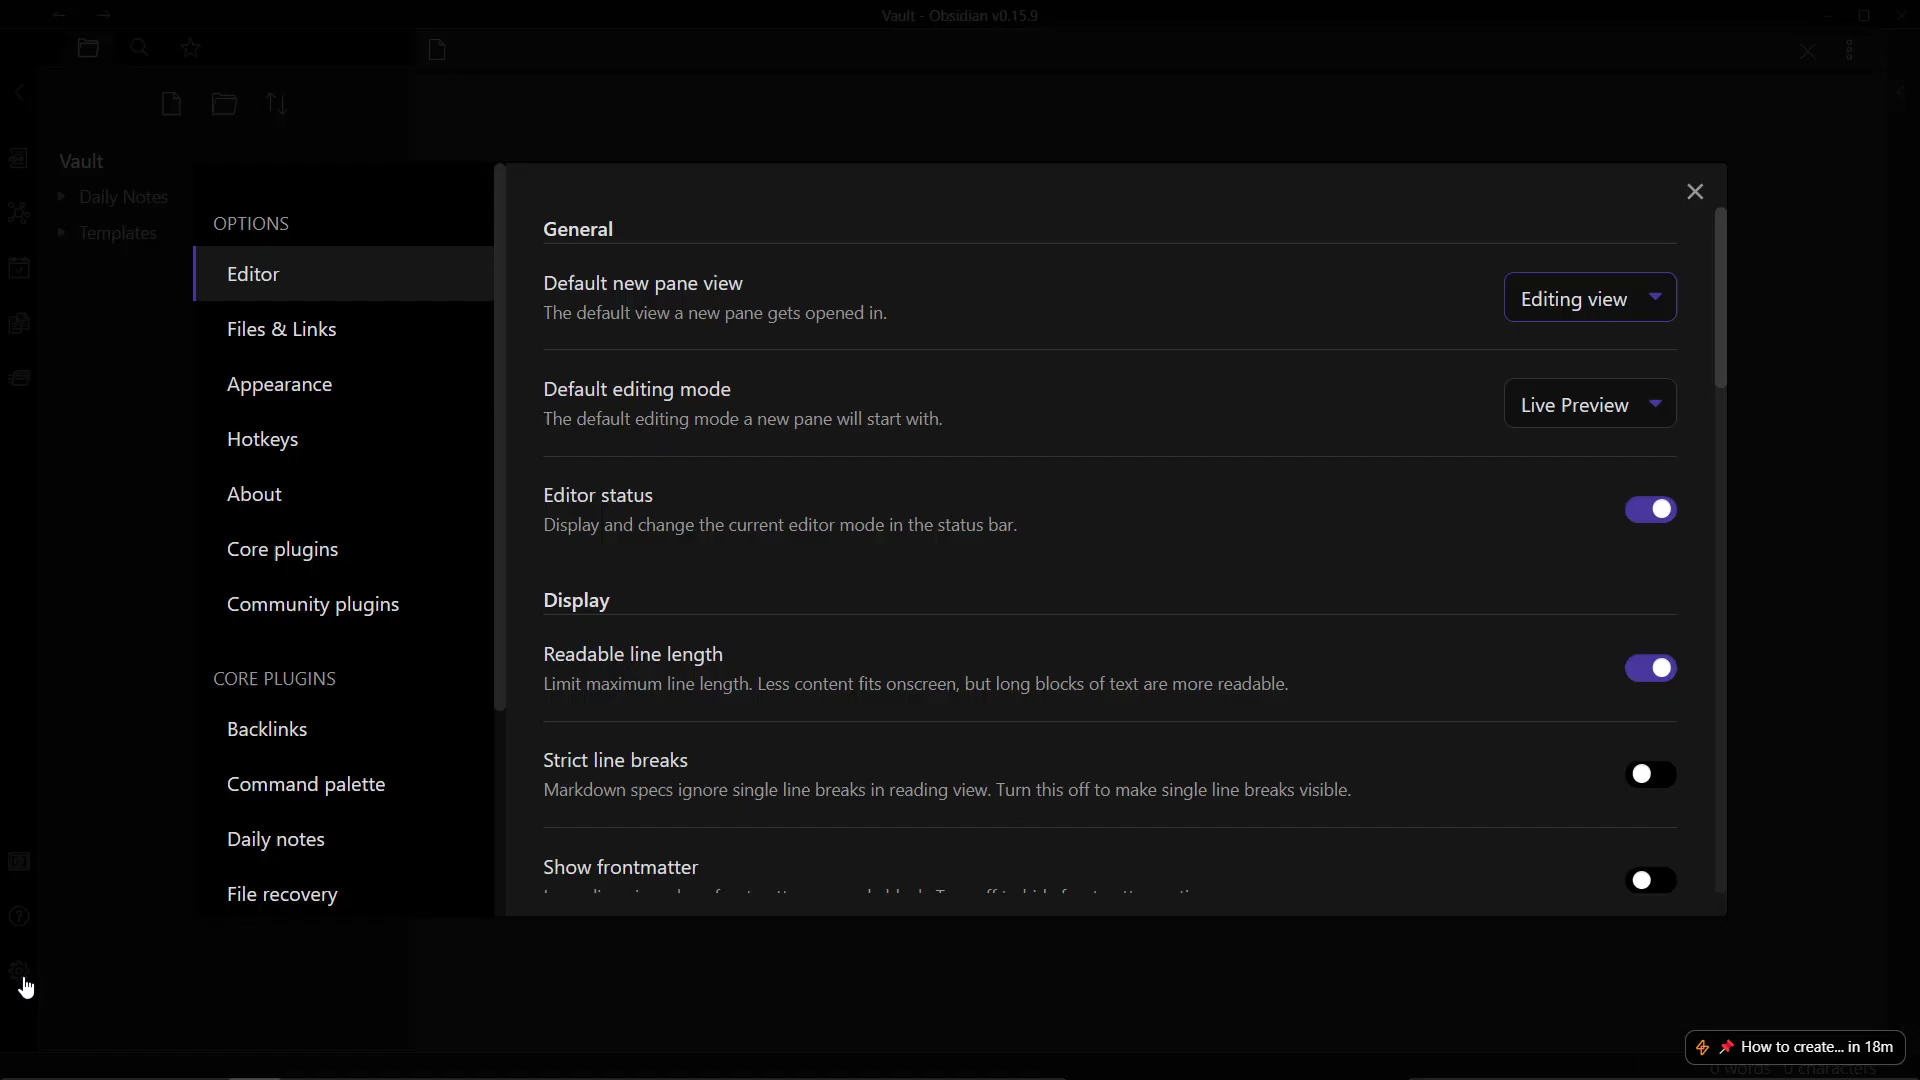 Vault - Obsidian v0.15.9
Vault
Daily Notes
Templates
OPTIONS
Editor
Files & Links
Appearance
Hotkeys
About
Core plugins
Community plugins
CORE PLUGINS
Backlinks
Command palette
Daily notes
File recovery
General
Default new pane view
The default view a new pane gets opened in.
Editing view
Default editing mode
The default editing mode a new pane will start with.
Live Preview
Editor status
Display and change the current editor mode in the status bar.
Display
Readable line length
Limit maximum line length. Less content fits onscreen, but long blocks of text are more readable.
Strict line breaks
Markdown specs ignore single line breaks in reading view. Turn this off to make single line breaks visible.
Show frontmatter
How to create... in 18m
0 words 0 characters